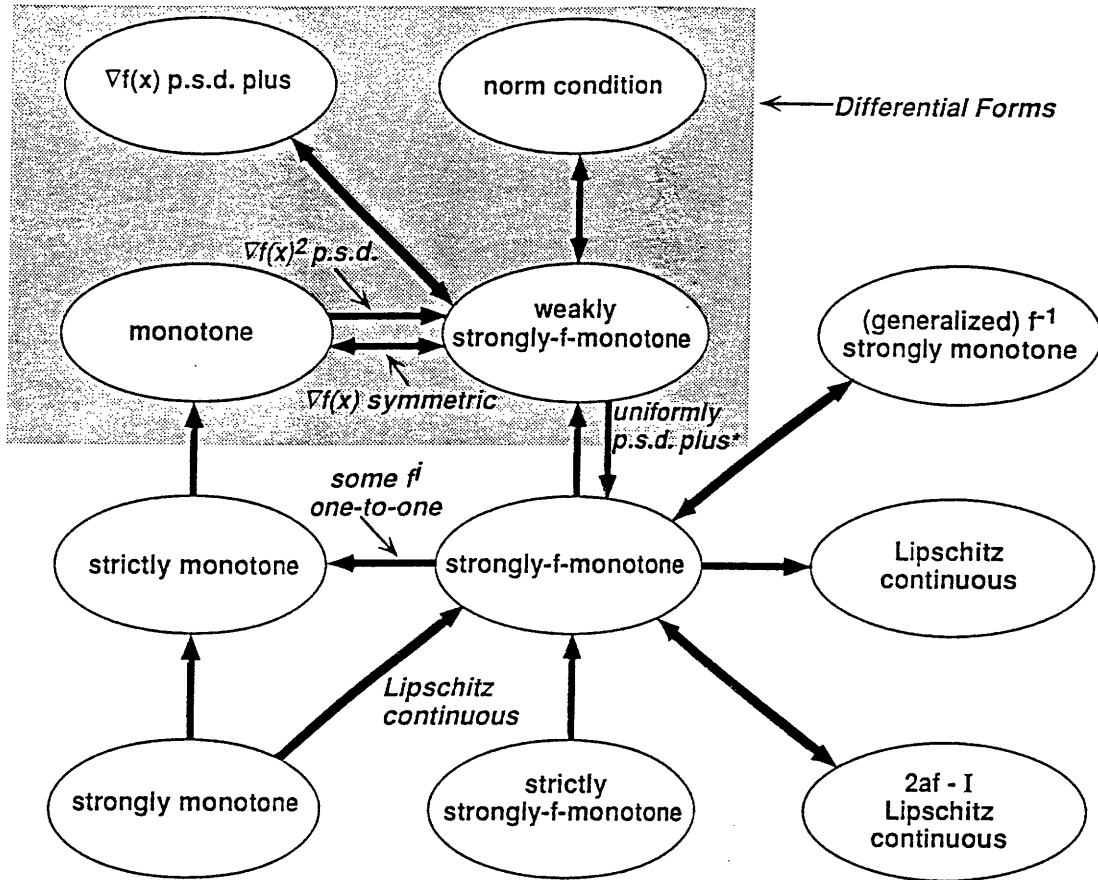 ∇f(x) p.s.d. plus
norm condition
Differential Forms
∇f(x)² p.s.d.
monotone
weakly
strongly-f-monotone
(generalized) f⁻¹
strongly monotone
∇f(x) symmetric
uniformly
p.s.d. plus*
some fⁱ
one-to-one
strictly monotone
strongly-f-monotone
Lipschitz
continuous
Lipschitz
continuous
strongly monotone
strictly
strongly-f-monotone
2af - I
Lipschitz
continuous